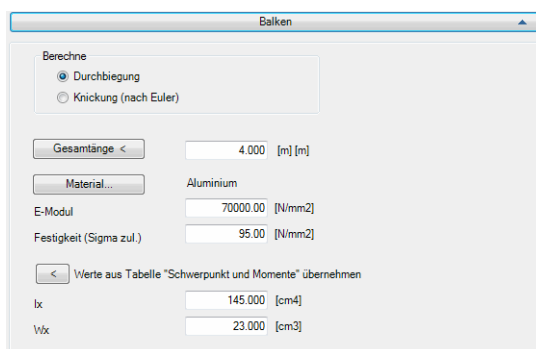 Balken
Berechne
Durchbiegung
Knickung (nach Euler)
Gesamtänge < 4.000 [m] [m]
Material... Aluminium
E-Modul 70000.00 [N/mm2]
Festigkeit (Sigma zul.) 95.00 [N/mm2]
< Werte aus Tabelle "Schwerpunkt und Momente" übernehmen
Ix 145.000 [cm4]
Wx 23.000 [cm3]